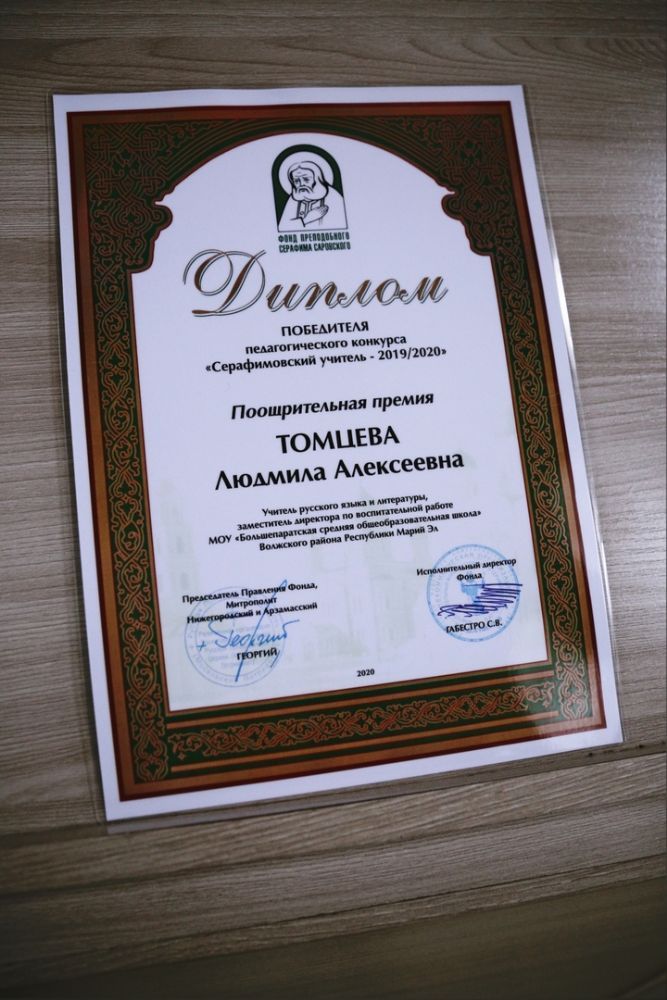 ФОНД ПРЕПОДОБНОГО
СЕРАФИМА САРОВСКОГО
Диплом
ПОБЕДИТЕЛЯ
педагогического конкурса
«Серафимовский учитель - 2019/2020»
Поощрительная премия
ТОМЦЕВА
Людмила Алексеевна
Учитель русского языка и литературы,
заместитель директора по воспитательной работе
МОУ «Большепаратская средняя общеобразовательная школа»
Волжского района Республики Марий Эл
Председатель Правления Фонда,
Митрополит
Нижегородский и Арзамасский
ГЕОРГИЙ
Исполнительный директор
Фонда
ГАБЕСТРО С.В.
2020